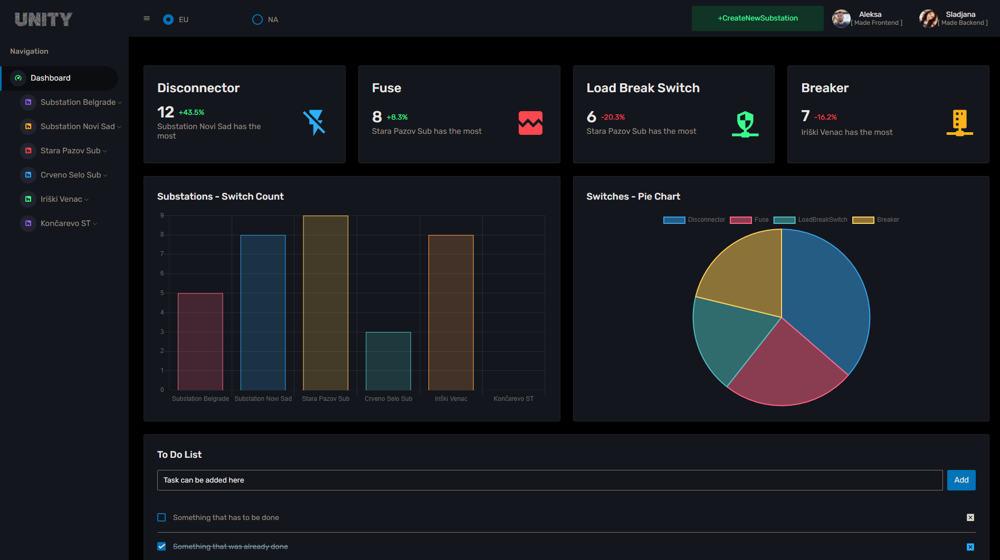 UNITY
EU
NA
+CreateNewSubstation
Aleksa
[ Made Frontend ]
Sladjana
[ Made Backend ]
Navigation
Dashboard
Substation Belgrade
Substation Novi Sad
Stara Pazov Sub
Crveno Selo Sub
Iriški Venac
Končarevo ST
Disconnector
12 +43.5%
Substation Novi Sad has the
most
Fuse
8 +8.3%
Stara Pazov Sub has the most
Load Break Switch
6 -20.3%
Stara Pazov Sub has the most
Breaker
7 -16.2%
Iriški Venac has the most
Substations - Switch Count
9
8
7
6
5
4
3
2
1
0
Substation Belgrade Substation Novi Sad Stara Pazov Sub Crveno Selo Sub Iriški Venac Končarevo ST
Switches - Pie Chart
Disconnector Fuse LoadBreakSwitch Breaker
To Do List
Task can be added here
Add
Something that has to be done
Something that was already done